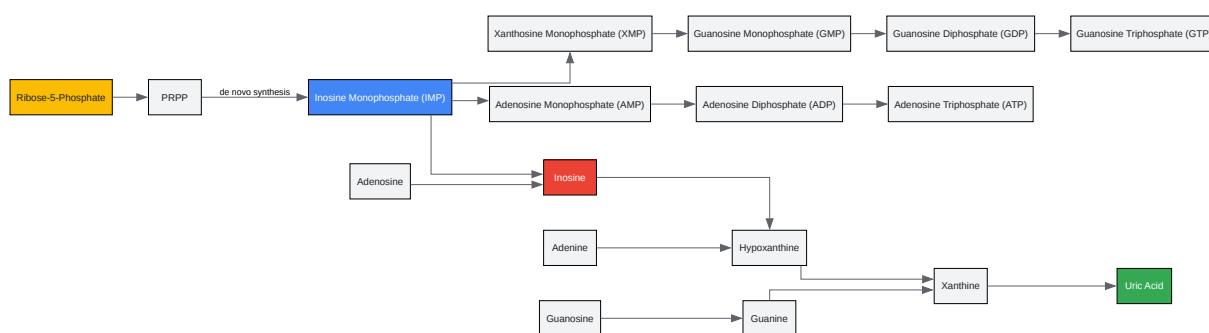 Xanthosine Monophosphate (XMP)
Guanosine Monophosphate (GMP)
Guanosine Diphosphate (GDP)
Guanosine Triphosphate (GTP
Ribose-5-Phosphate
PRPP
de novo synthesis
Inosine Monophosphate (IMP)
Adenosine Monophosphate (AMP)
Adenosine Diphosphate (ADP)
Adenosine Triphosphate (ATP)
Adenosine
Inosine
Adenine
Hypoxanthine
Xanthine
Uric Acid
Guanosine
Guanine